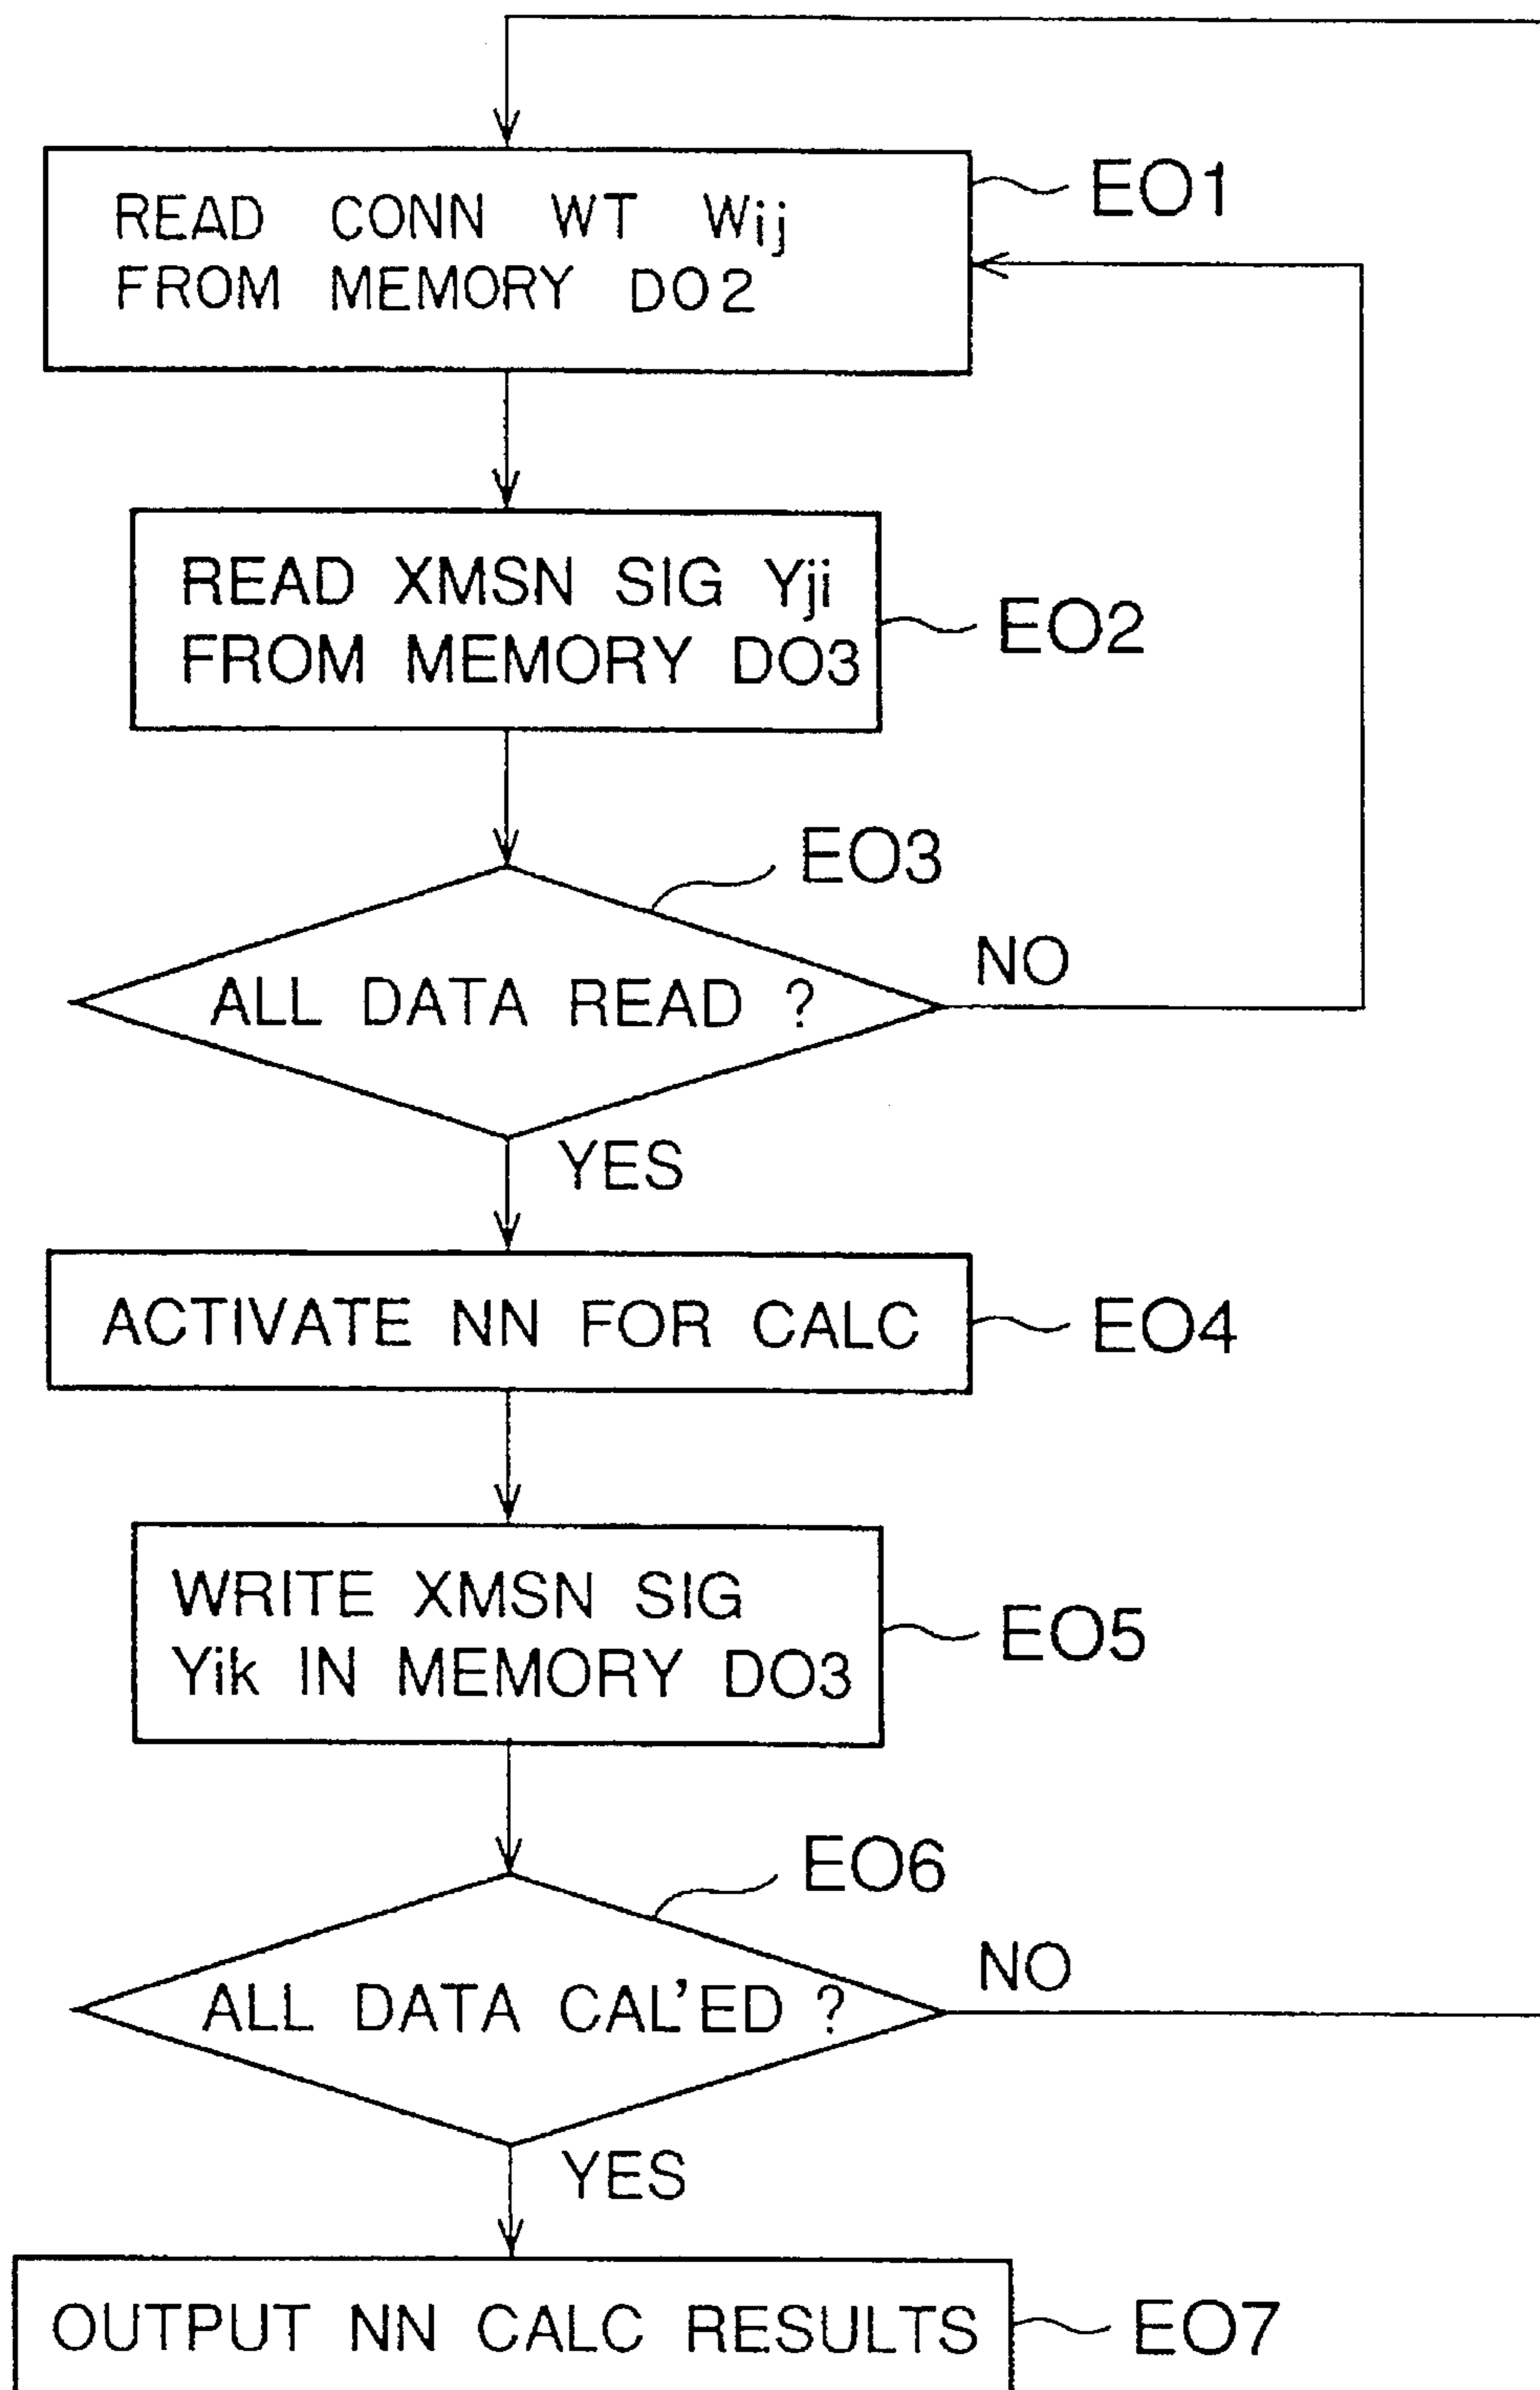 READ CONN WT Wij
FROM MEMORY DO2
EO1
READ XMSN SIG Yji
FROM MEMORY DO3
EO2
EO3
ALL DATA READ ?
NO
YES
ACTIVATE NN FOR CALC
EO4
WRITE XMSN SIG
Yik IN MEMORY DO3
EO5
EO6
ALL DATA CAL'ED ?
NO
YES
OUTPUT NN CALC RESULTS
EO7